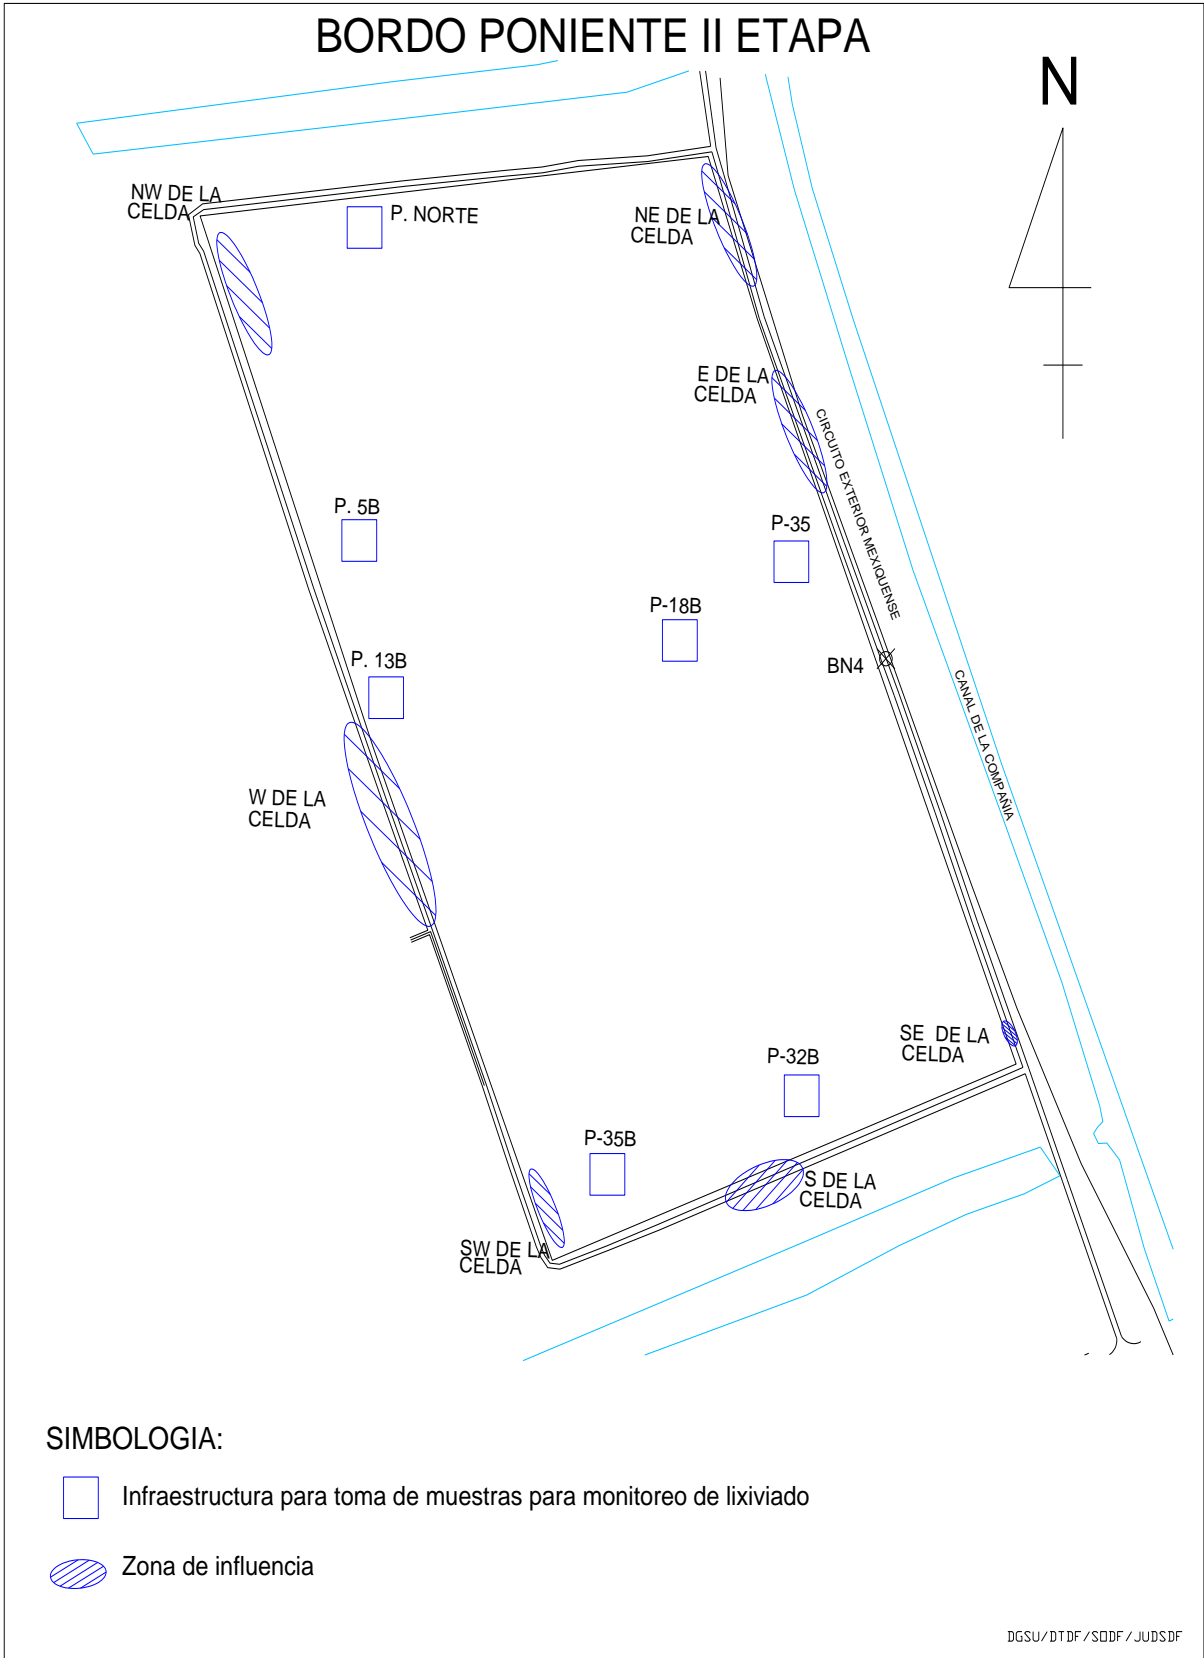 BORDO PONIENTE II ETAPA
N
NW DE LA
CELDA
P. NORTE
NE DE LA
CELDA
E DE LA
CELDA
CIRCUITO EXTERIOR MEXIQUENSE
P. 5B
P-35
P-18B
P. 13B
BN4
CANAL DE LA COMPAÑIA
W DE LA
CELDA
SE DE LA
CELDA
P-32B
P-35B
S DE LA
CELDA
SW DE LA
CELDA
SIMBOLOGIA:
Infraestructura para toma de muestras para monitoreo de lixiviado
Zona de influencia
DGSU/DTDF/SODF/JUDSDF